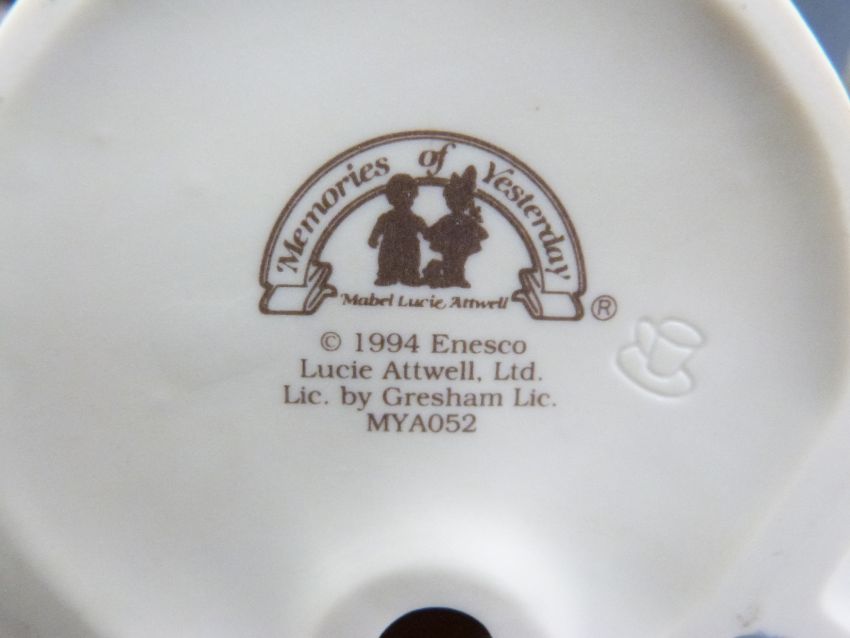 Memories of Yesterday
Mabel Lucie Attwell
®
© 1994 Enesco
Lucie Attwell, Ltd.
Lic. by Gresham Lic.
MYA052